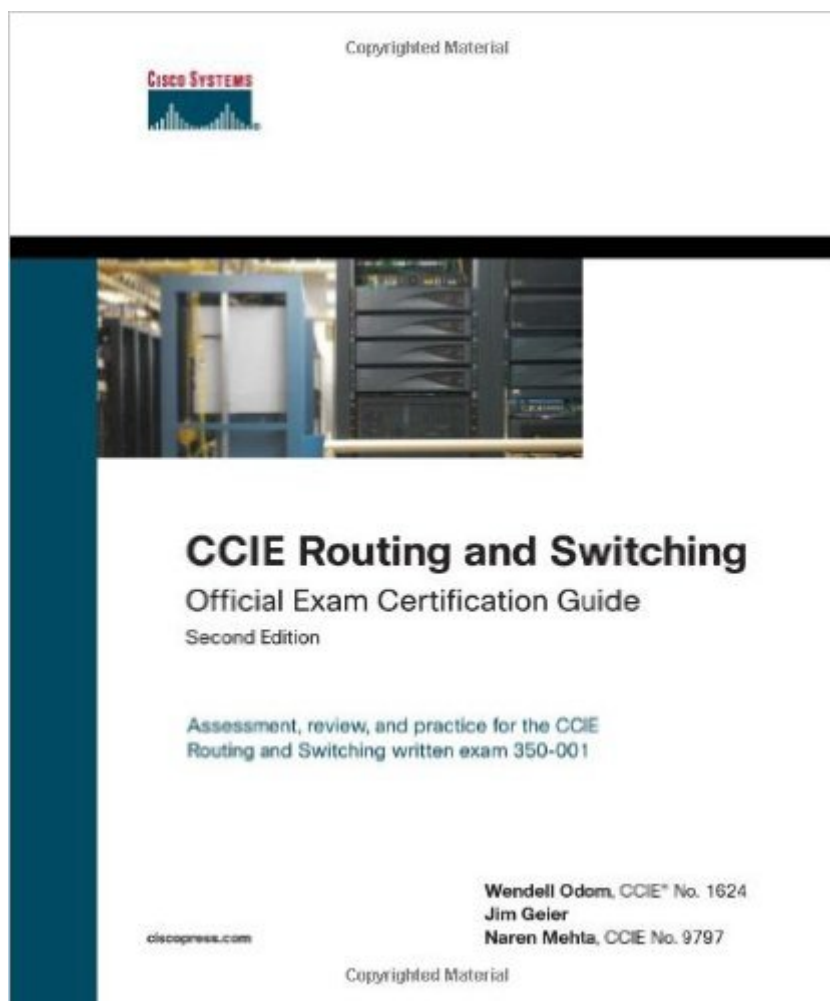 Copyrighted Material
CISCO SYSTEMS
®
CCIE Routing and Switching
Official Exam Certification Guide
Second Edition
Assessment, review, and practice for the CCIE
Routing and Switching written exam 350-001
Wendell Odom, CCIE® No. 1624
Jim Geier
ciscopress.com
Naren Mehta, CCIE No. 9797
Copyrighted Material